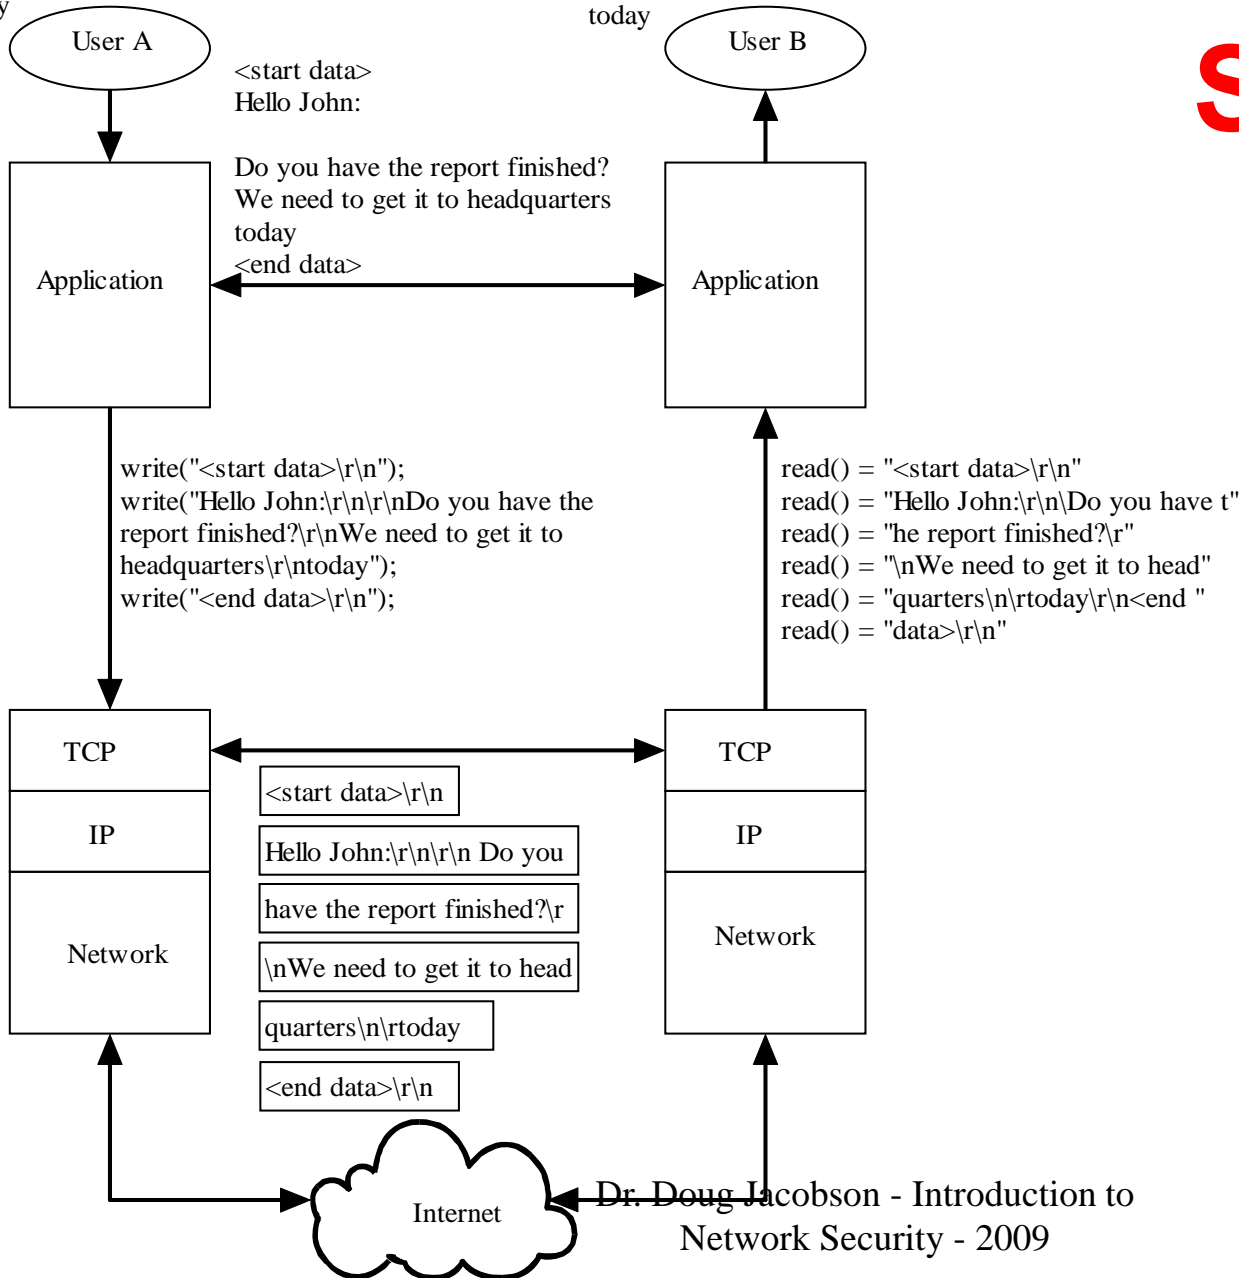 y
today
User A
User B
S
<start data>
Hello John:
Do you have the report finished?
We need to get it to headquarters
today
<end data>
Application
Application
write("<start data>\r\n");
write("Hello John:\r\n\r\nDo you have the
report finished?\r\nWe need to get it to
headquarters\r\ntoday");
write("<end data>\r\n");
read() = "<start data>\r\n"
read() = "Hello John:\r\n\Do you have t"
read() = "he report finished?\r"
read() = "\nWe need to get it to head"
read() = "quarters\n\rtoday\r\n<end "
read() = "data>\r\n"
TCP
IP
Network
TCP
IP
Network
<start data>\r\n
Hello John:\r\n\r\n Do you
have the report finished?\r
\nWe need to get it to head
quarters\n\rtoday
<end data>\r\n
Internet
Dr. Doug Jacobson - Introduction to
Network Security - 2009